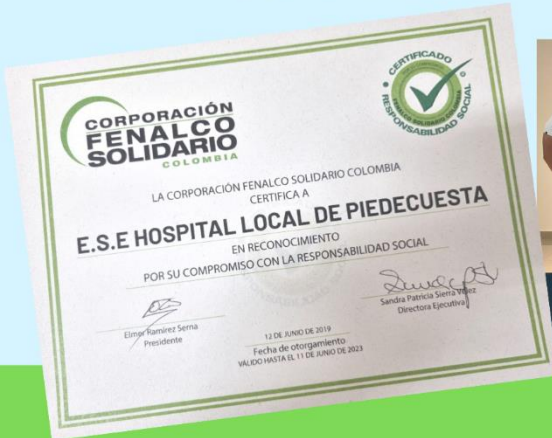 CORPORACIÓN
FENALCO
SOLIDARIO
COLOMBIA
CERTIFICADO
RESPONSABILIDAD SOCIAL
LA CORPORACIÓN FENALCO SOLIDARIO COLOMBIA
CERTIFICA A
E.S.E HOSPITAL LOCAL DE PIEDECUESTA
EN RECONOCIMIENTO
POR SU COMPROMISO CON LA RESPONSABILIDAD SOCIAL
Elmer Ramirez Serna
Presidente
Sandra Patricia Sierra Vélez
Directora Ejecutiva
12 DE JUNIO DE 2019
Fecha de otorgamiento
VÁLIDO HASTA EL 11 DE JUNIO DE 2023